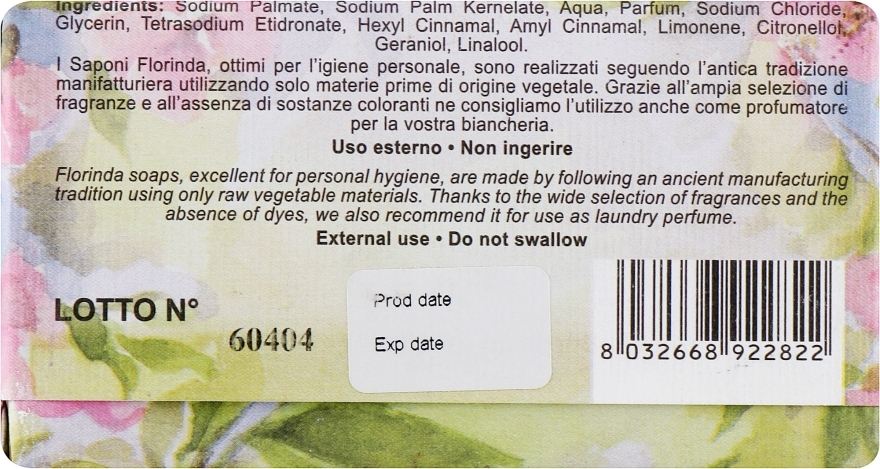 Ingredients: Sodium Palmate, Sodium Palm Kernelate, Aqua, Parfum, Sodium Chloride,
Glycerin, Tetrasodium Etidronate, Hexyl Cinnamal, Amyl Cinnamal, Limonene, Citronellol,
Geraniol, Linalool.
I Saponi Florinda, ottimi per l'igiene personale, sono realizzati seguendo l'antica tradizione
manifatturiera utilizzando solo materie prime di origine vegetale. Grazie all'ampia selezione di
fragranze e all'assenza di sostanze coloranti ne consigliamo l'utilizzo anche come profumatore
per la vostra biancheria.
Uso esterno • Non ingerire
Florinda soaps, excellent for personal hygiene, are made by following an ancient manufacturing
tradition using only raw vegetable materials. Thanks to the wide selection of fragrances and the
absence of dyes, we also recommend it for use as laundry perfume.
External use • Do not swallow
LOTTO N°
60404
Prod date
Exp date
8 032668 922822